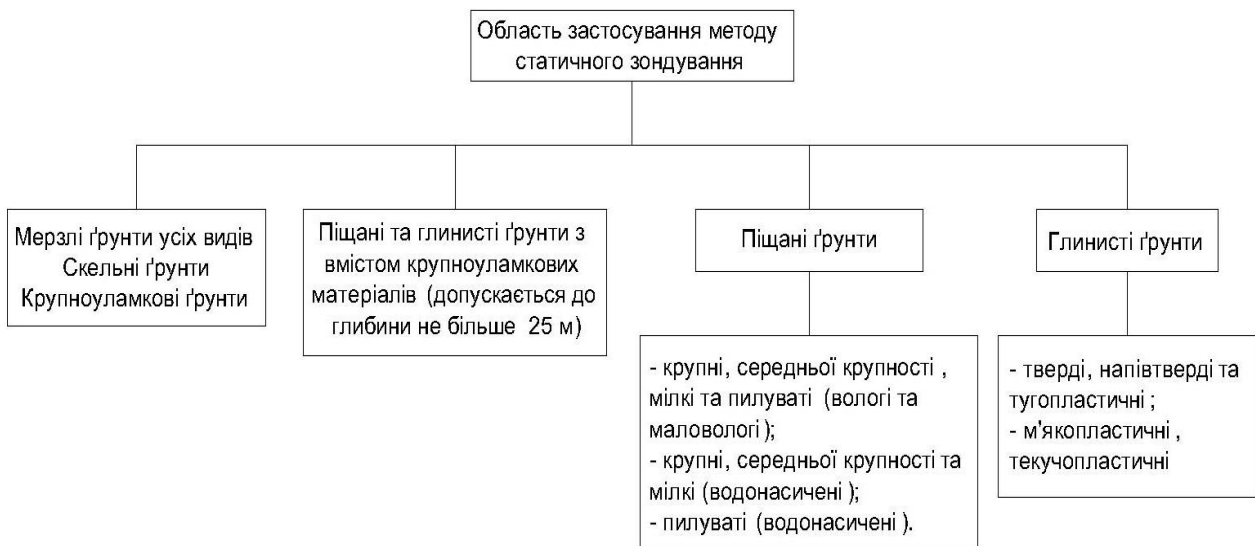 Область застосування методу
статичного зондування
Мерзлі ґрунти усіх видів
Скельні ґрунти
Крупноуламкові ґрунти
Піщані та глинисті ґрунти з
вмістом крупноуламкових
матеріалів (допускається до
глибини не більше 25 м)
Піщані ґрунти
- крупні, середньої крупності ,
мілкі та пилуваті (вологі та
маловологі );
- крупні, середньої крупності та
мілкі (водонасичені );
- пилуваті (водонасичені ).
Глинисті ґрунти
- тверді, напівтверді та
тугопластичні ;
- м'якопластичні ,
текучопластичні